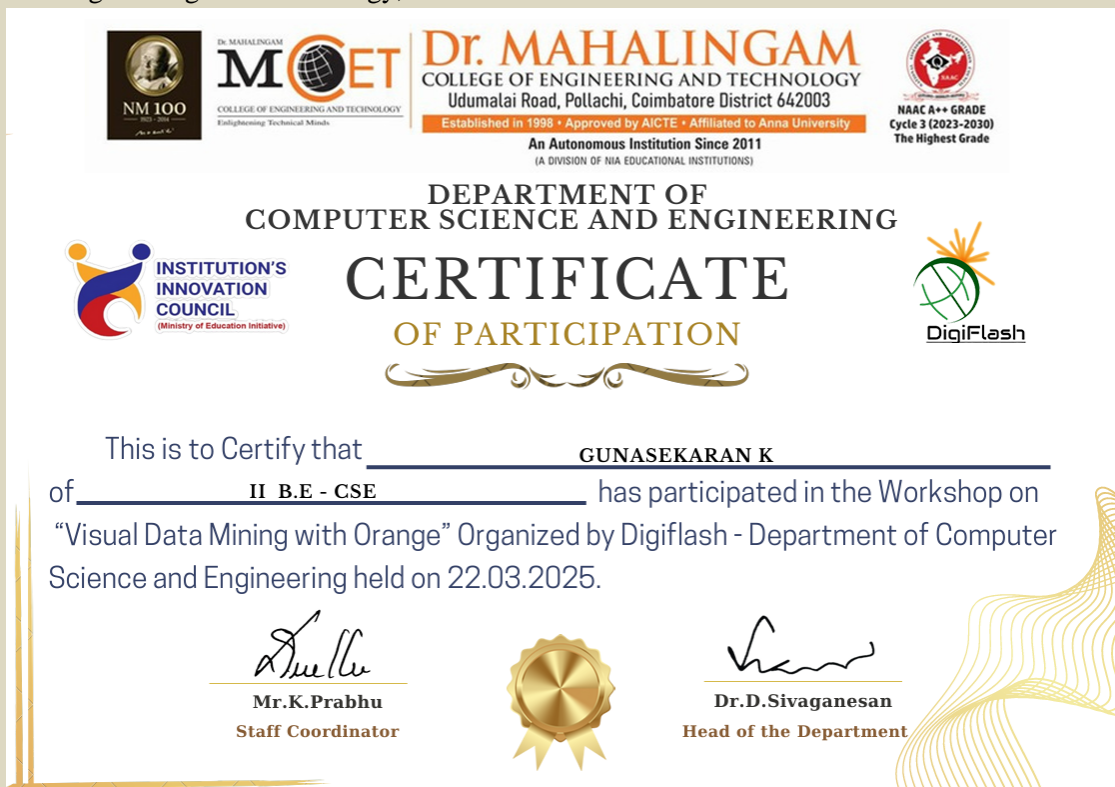 NM 100
1923 - 2014
Dr. MAHALINGAM
MCET
COLLEGE OF ENGINEERING AND TECHNOLOGY
Enlightening Technical Minds
Dr. MAHALINGAM
COLLEGE OF ENGINEERING AND TECHNOLOGY
Udumalai Road, Pollachi, Coimbatore District 642003
Established in 1998 • Approved by AICTE • Affiliated to Anna University
An Autonomous Institution Since 2011
(A DIVISION OF NIA EDUCATIONAL INSTITUTIONS)
NAAC A++ GRADE
Cycle 3 (2023-2030)
The Highest Grade
DEPARTMENT OF
COMPUTER SCIENCE AND ENGINEERING
INSTITUTION'S
INNOVATION
COUNCIL
(Ministry of Education Initiative)
CERTIFICATE
OF PARTICIPATION
DigiFlash
This is to Certify that GUNASEKARAN K
of II B.E - CSE has participated in the Workshop on
“Visual Data Mining with Orange” Organized by Digiflash - Department of Computer
Science and Engineering held on 22.03.2025.
Mr.K.Prabhu
Staff Coordinator
Dr.D.Sivaganesan
Head of the Department